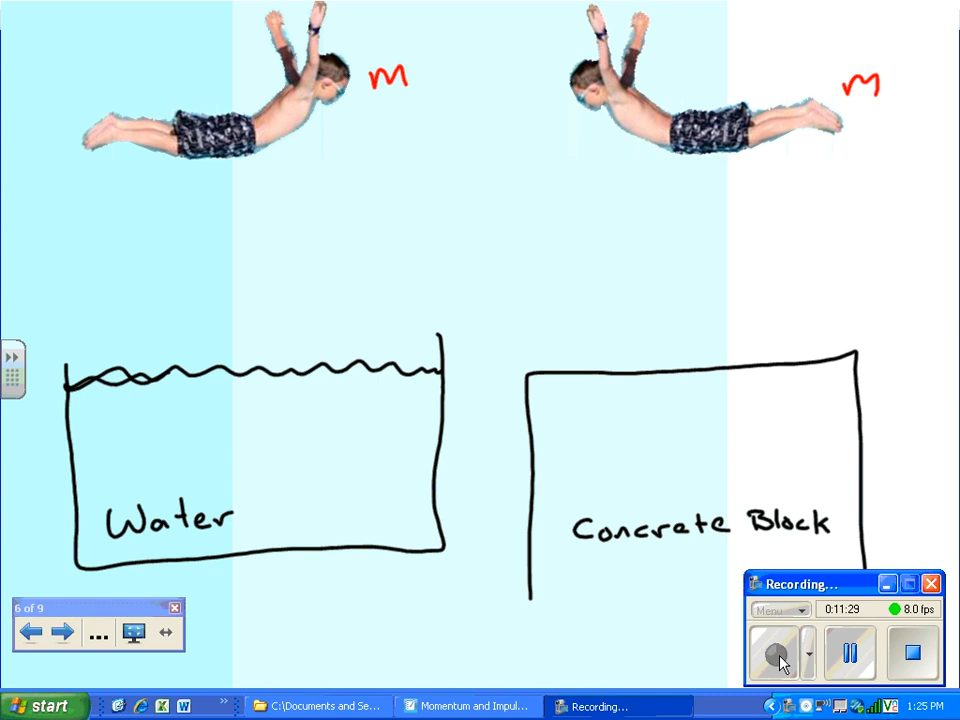 m
m
Water
Concrete Block
6 of 9
...
Recording...
Menu
0:11:29
8.0 fps
start
C:\Documents and Se...
Momentum and Impul...
Recording...
1:25 PM